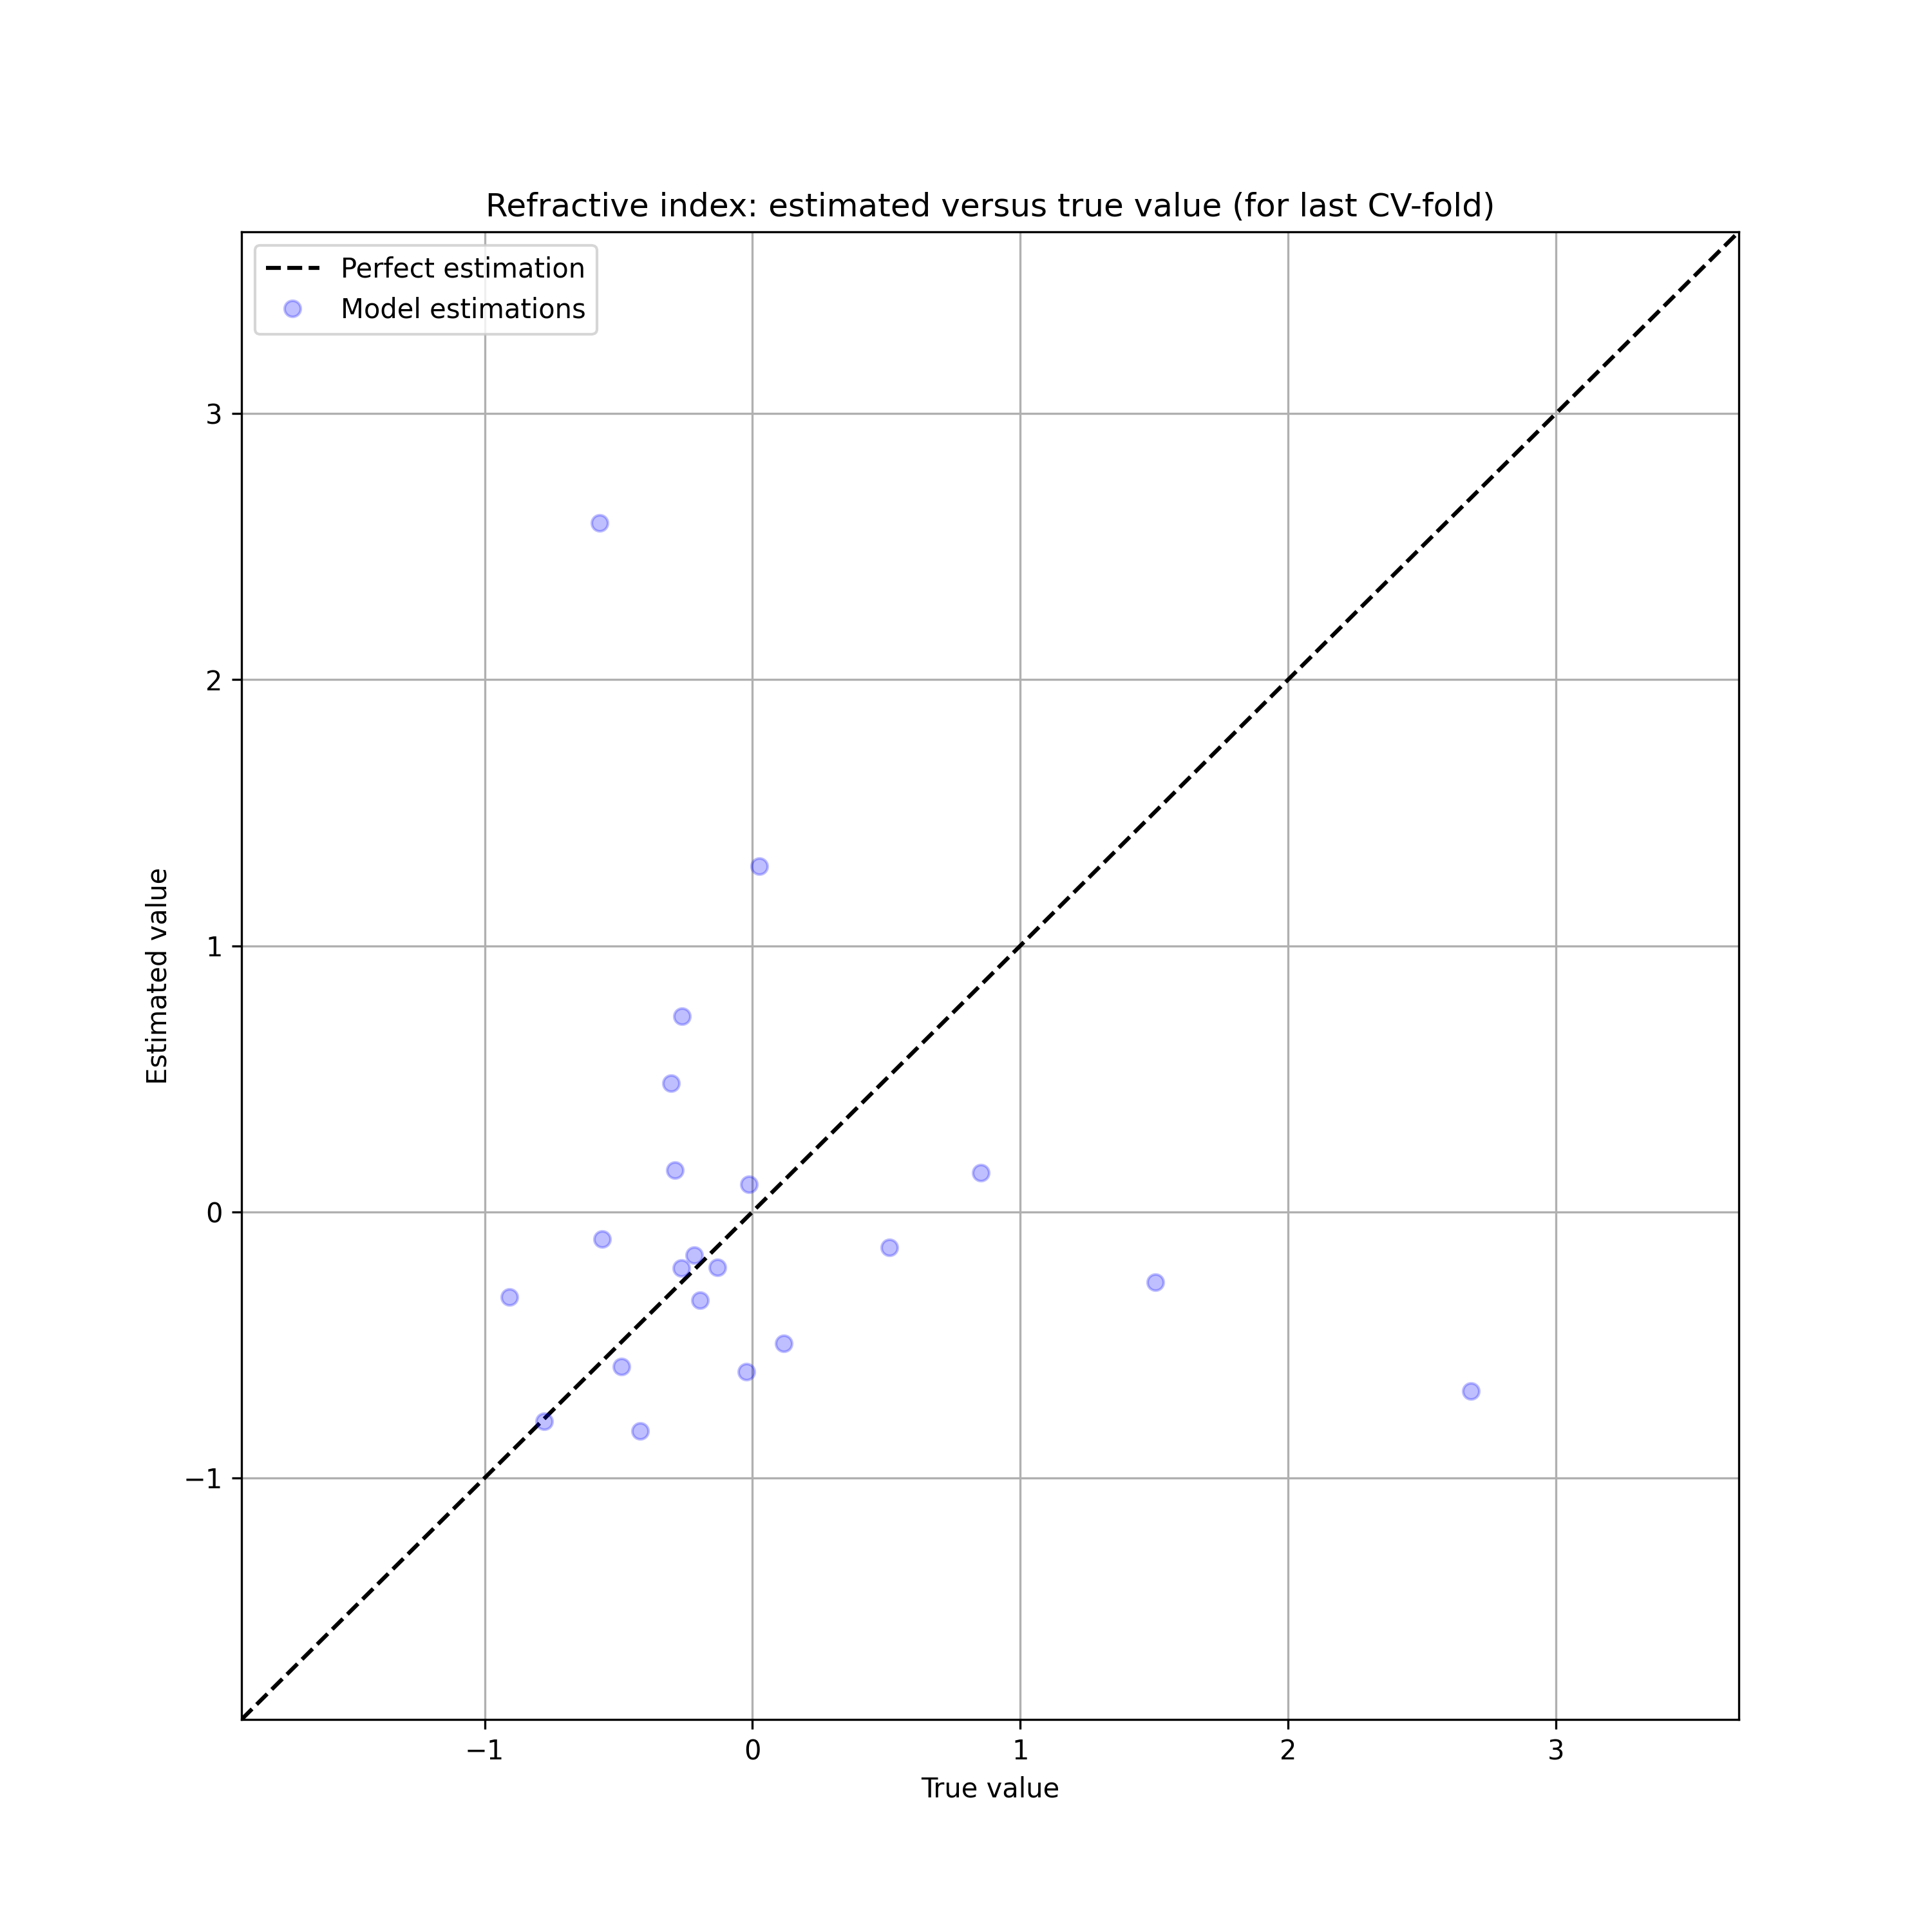 Refractive index: estimated versus true value (for last CV-fold)
Perfect estimation
Model estimations
Estimated value
3
2
1
0
−1
−1 0 1 2 3
True value